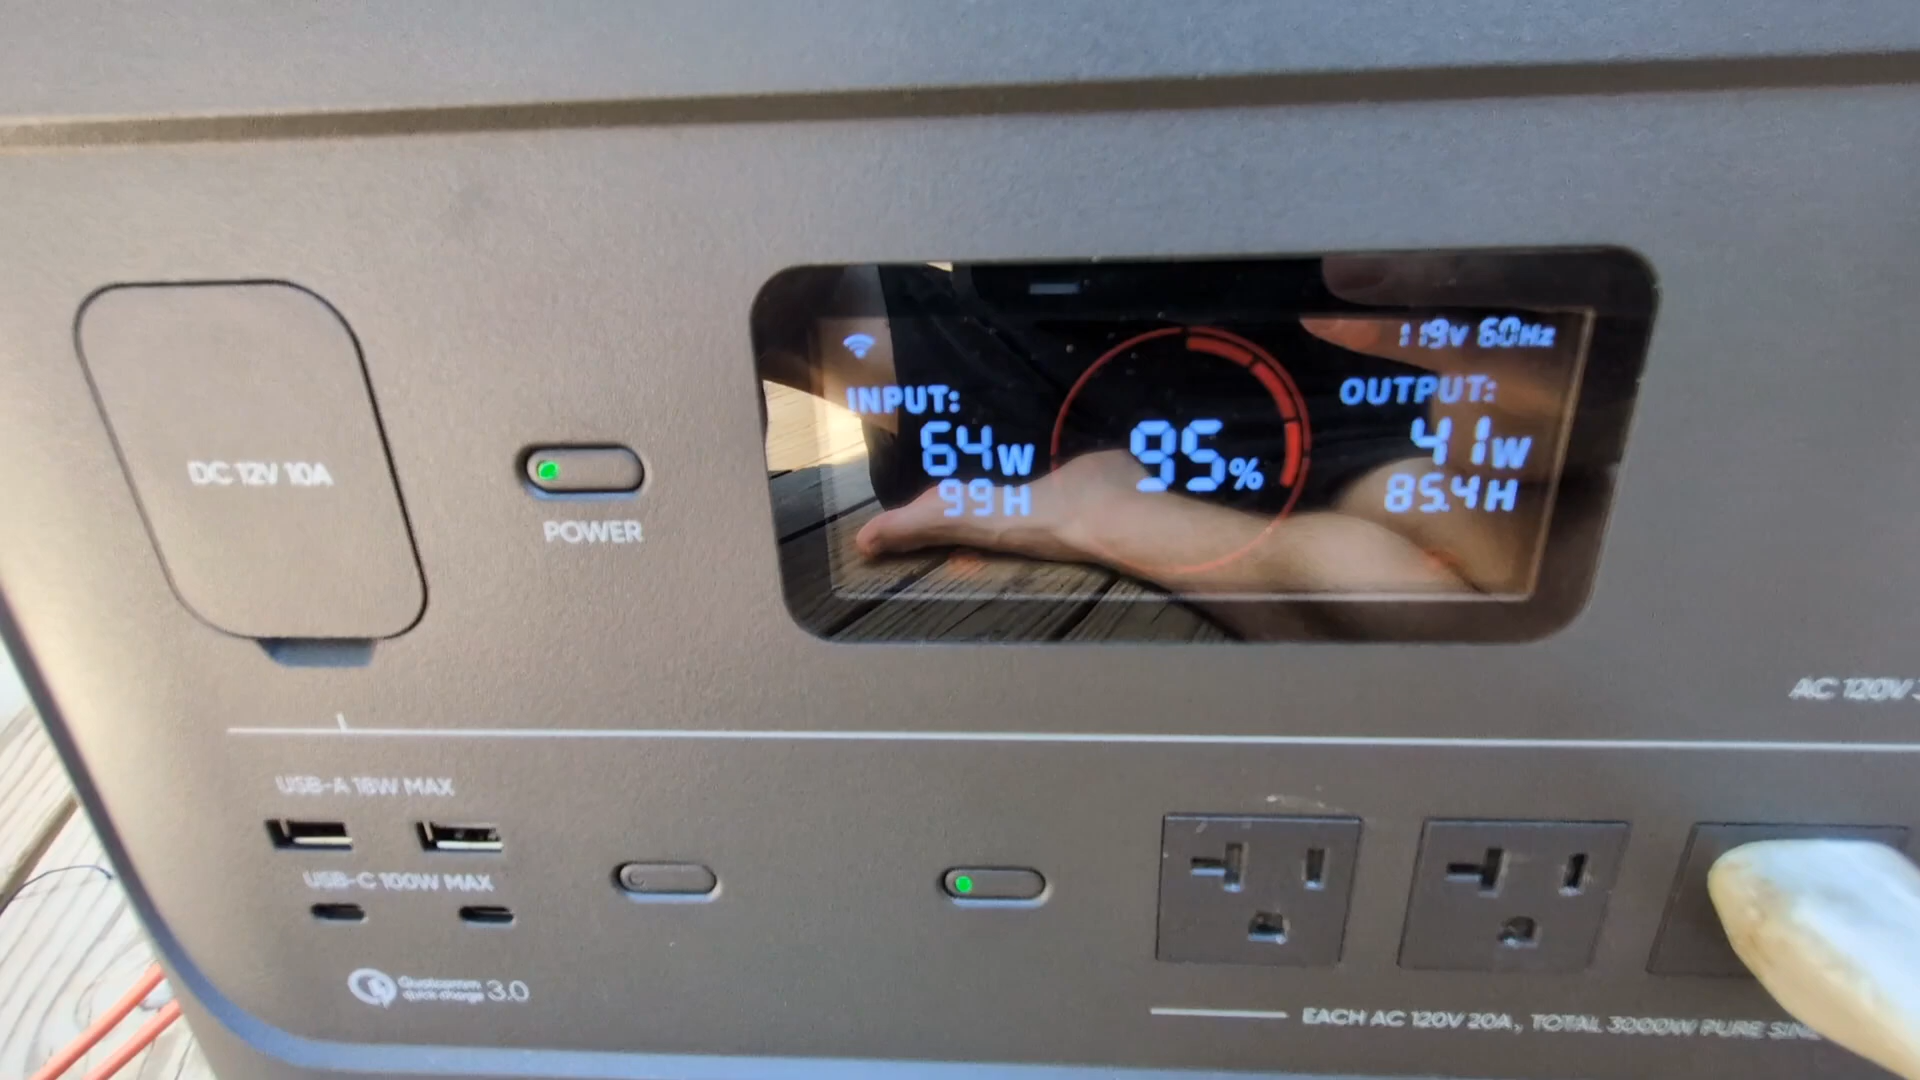 119V 60Hz
INPUT:
OUTPUT:
64W
95%
41W
99H
85.4H
DC 12V 10A
POWER
AC 120V
USB-A 18W MAX
USB-C 100W MAX
Qualcomm
quick charge 3.0
EACH AC 120V 20A, TOTAL 3000W PURE SINE